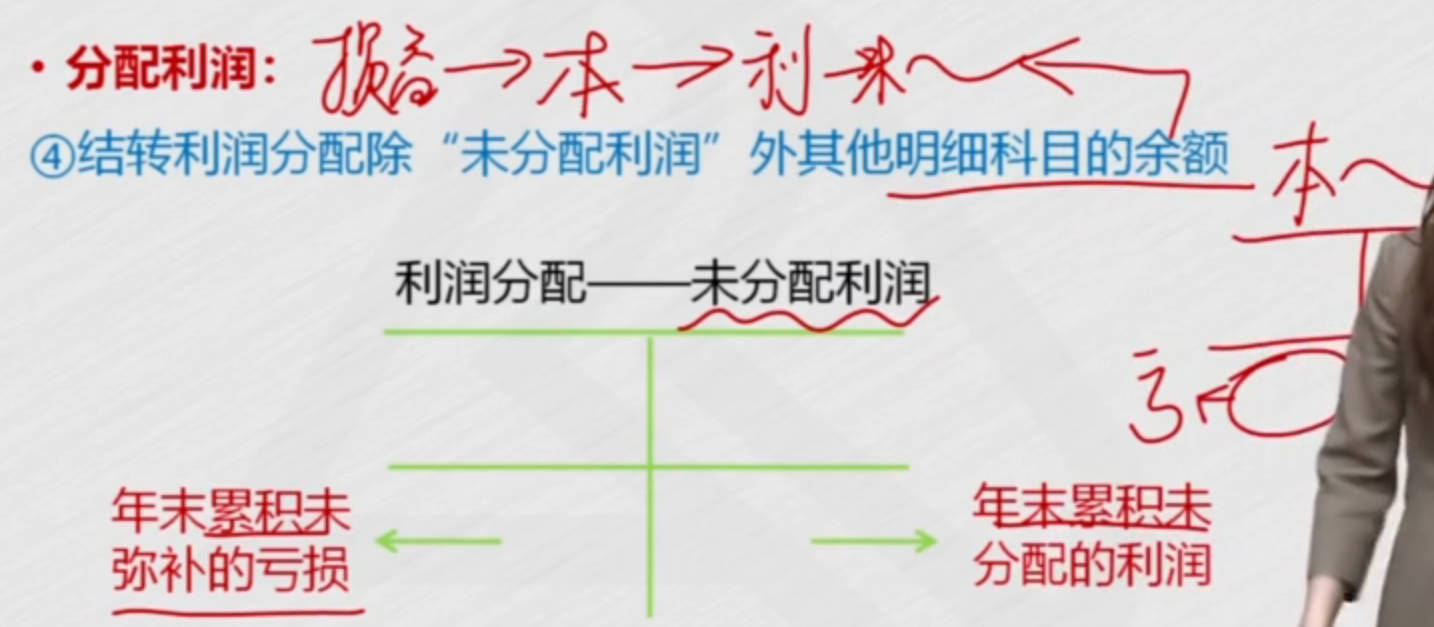 ·分配利润：损益→本→利-未～
④结转利润分配除“未分配利润”外其他明细科目的余额
本～
利润分配——未分配利润
年末累积未
弥补的亏损
年末累积未
分配的利润